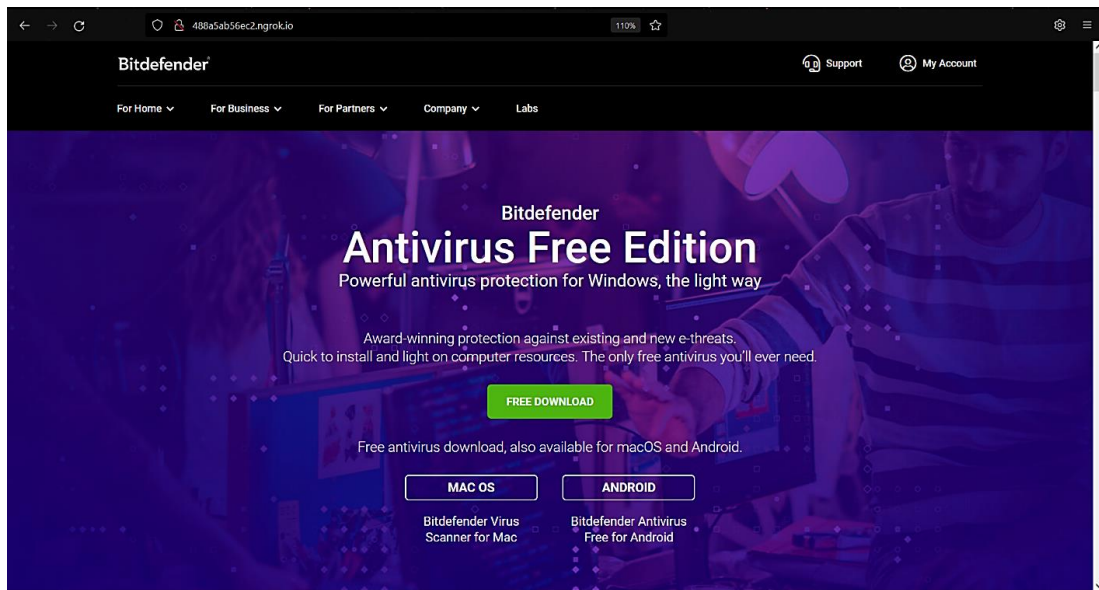 488a5ab56ec2.ngrok.io
110%
Bitdefender
Support
My Account
For Home
For Business
For Partners
Company
Labs
Bitdefender
Antivirus Free Edition
Powerful antivirus protection for Windows, the light way
Award-winning protection against existing and new e-threats.
Quick to install and light on computer resources. The only free antivirus you'll ever need.
FREE DOWNLOAD
Free antivirus download, also available for macOS and Android.
MAC OS
ANDROID
Bitdefender Virus
Scanner for Mac
Bitdefender Antivirus
Free for Android